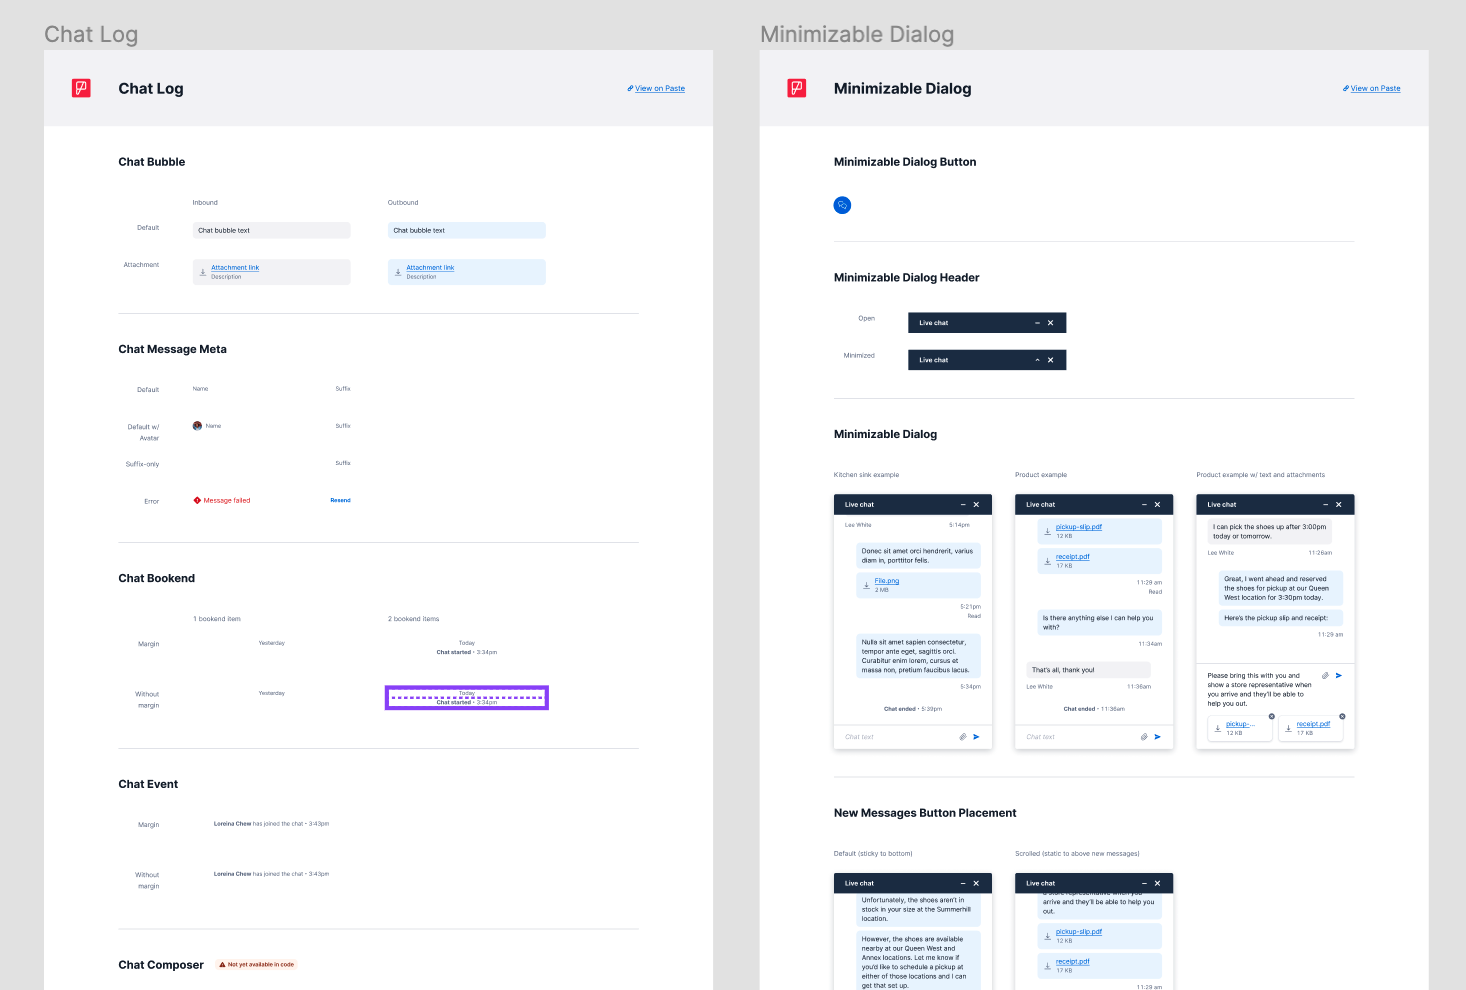 Chat Log
Chat Log
View on Paste
Chat Bubble
Inbound
Outbound
Default
Chat bubble text
Chat bubble text
Attachment
Attachment link
Description
Attachment link
Description
Chat Message Meta
Default
Name
Suffix
Default w/
Avatar
Name
Suffix
Suffix-only
Suffix
Error
Message failed
Resend
Chat Bookend
1 bookend item
2 bookend items
Margin
Yesterday
Today
Chat started • 3:34pm
Without
margin
Yesterday
Today
Chat started • 3:34pm
Chat Event
Margin
Loreina Chew has joined the chat • 3:43pm
Without
margin
Loreina Chew has joined the chat • 3:43pm
Chat Composer
Not yet available in code
Minimizable Dialog
Minimizable Dialog
View on Paste
Minimizable Dialog Button
Minimizable Dialog Header
Open
Live chat
Minimized
Live chat
Minimizable Dialog
Kitchen sink example
Live chat
Lee White
5:14pm
Donec sit amet orci hendrerit, varius
diam in, porttitor felis.
File.png
2 MB
5:21pm
Read
Nulla sit amet sapien consectetur,
tempor ante eget, sagittis orci.
Curabitur enim lorem, cursus et
massa non, pretium faucibus lacus.
5:34pm
Chat ended • 5:39pm
Chat text
Product example
Live chat
pickup-slip.pdf
12 KB
receipt.pdf
17 KB
11:29 am
Read
Is there anything else I can help you
with?
11:34am
That's all, thank you!
Lee White
11:36am
Chat ended • 11:36am
Chat text
Product example w/ text and attachments
Live chat
I can pick the shoes up after 3:00pm
today or tomorrow.
Lee White
11:26am
Great, I went ahead and reserved
the shoes for pickup at our Queen
West location for 3:30pm today.
Here's the pickup slip and receipt:
11:29 am
Please bring this with you and
show a store representative when
you arrive and they'll be able to
help you out.
pickup-...
12 KB
receipt.pdf
17 KB
New Messages Button Placement
Default (sticky to bottom)
Live chat
Unfortunately, the shoes aren't in
stock in your size at the Summerhill
location.
However, the shoes are available
nearby at our Queen West and
Annex locations. Let me know if
you'd like to schedule a pickup at
either of those locations and I can
get that set up.
Scrolled (static to above new messages)
Live chat
a store representative when you
arrive and they'll be able to help you
out.
pickup-slip.pdf
12 KB
receipt.pdf
17 KB
11:29 am